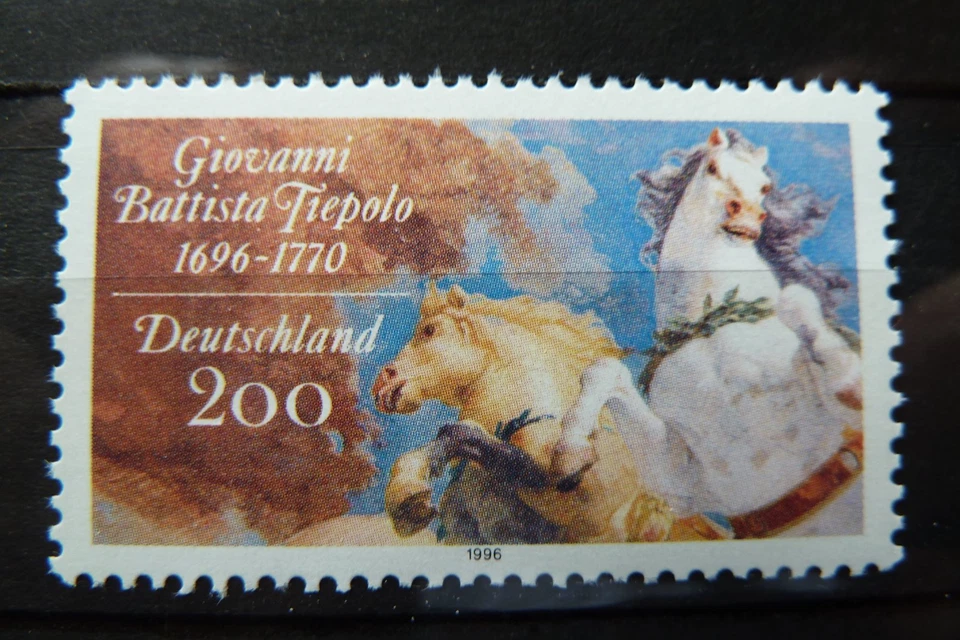 Giovanni
Battista Tiepolo
1696-1770
Deutschland
200
1996